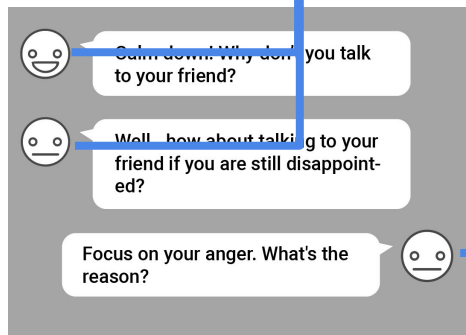 Calm down! Why don't you talk
to your friend?
Well.. how about talking to your
friend if you are still disappoint-
ed?
Focus on your anger. What's the
reason?